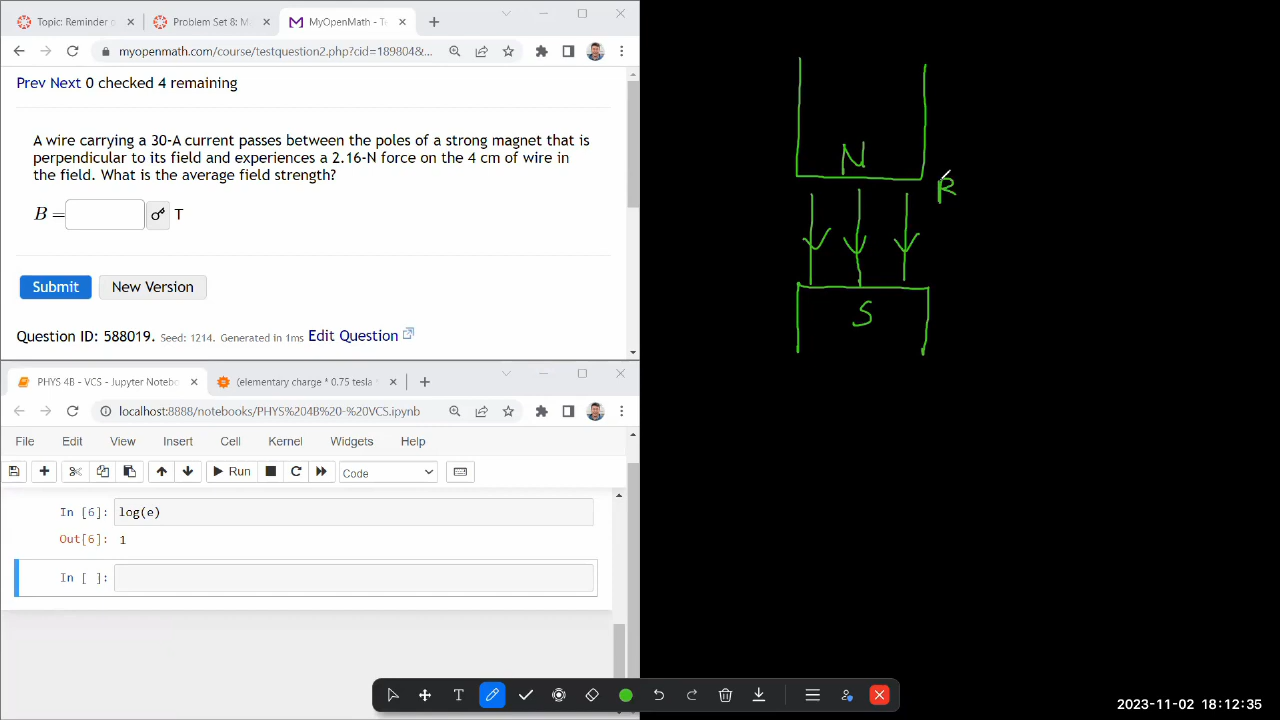 Topic: Reminder o
Problem Set 8: M
MyOpenMath - Te
myopenmath.com/course/testquestion2.php?cid=189804&...
Prev Next 0 checked 4 remaining
A wire carrying a 30-A current passes between the poles of a strong magnet that is
perpendicular to its field and experiences a 2.16-N force on the 4 cm of wire in
the field. What is the average field strength?
B = T
Submit New Version
Question ID: 588019. Seed: 1214. Generated in 1ms Edit Question
PHYS 4B - VCS - Jupyter Notebo
(elementary charge * 0.75 tesla
localhost:8888/notebooks/PHYS%204B%20-%20VCS.ipynb
File Edit View Insert Cell Kernel Widgets Help
Run Code
In [6]: log(e)
Out[6]: 1
In [ ]:
N
S
T
2023-11-02 18:12:35